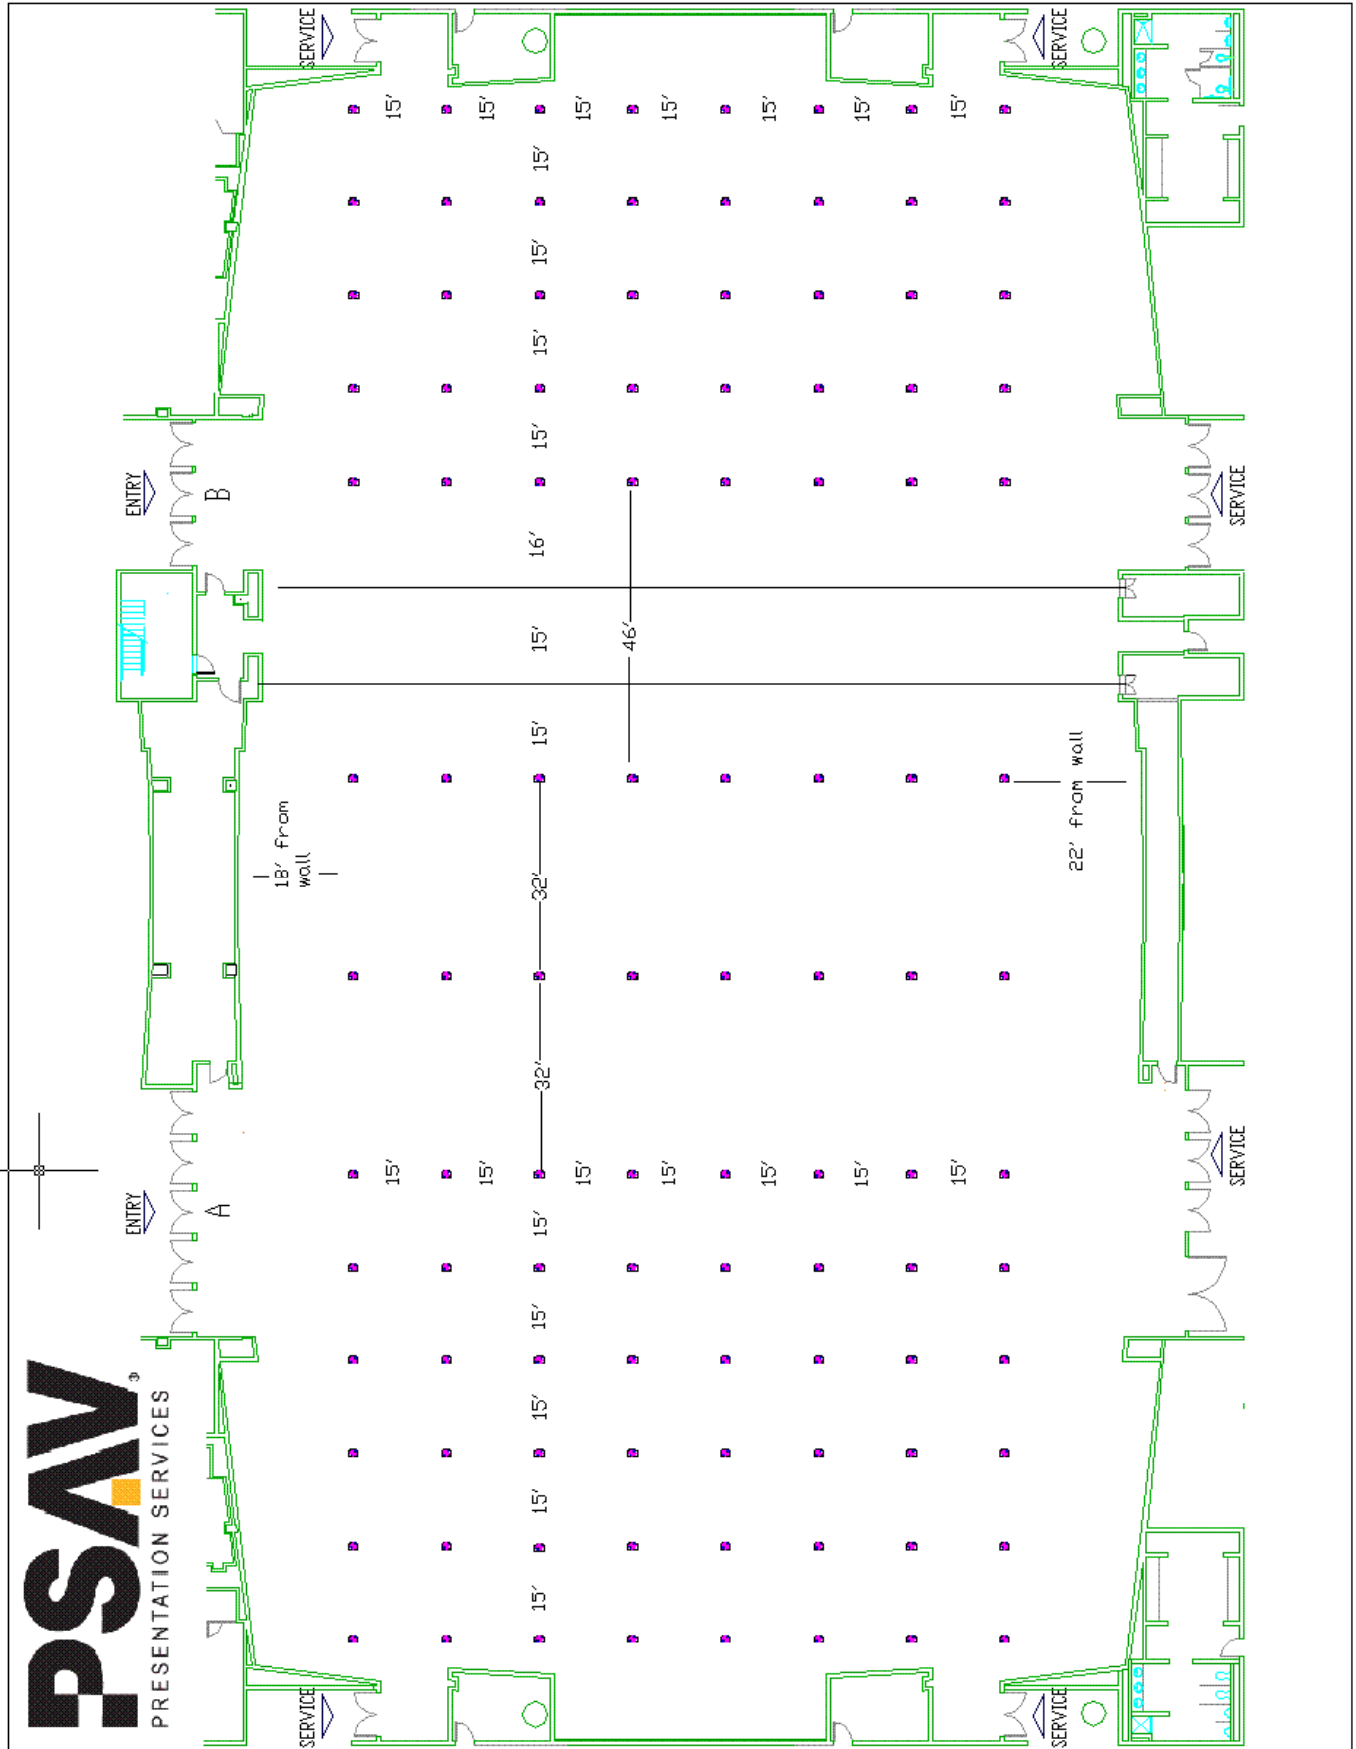 SERVICE
SERVICE
15' 15' 15' 15' 15' 15' 15'
15'
15'
15'
15'
ENTRY
B
SERVICE
16'
15'
46'
15'
18' from
wall
22' from wall
32'
32'
15' 15' 15' 15' 15' 15' 15'
ENTRY
A
SERVICE
15'
15'
15'
15'
15'
PSAV®
PRESENTATION SERVICES
SERVICE
SERVICE